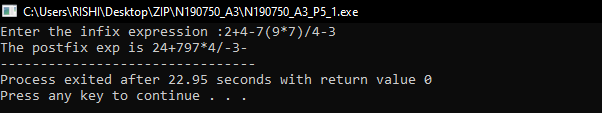 C:\Users\RISHI\Desktop\ZIP\N190750_A3\N190750_A3_P5_1.exe
Enter the infix expression :2+4-7(9*7)/4-3
The postfix exp is 24+797*4/-3-
--------------------------------
Process exited after 22.95 seconds with return value 0
Press any key to continue . . .